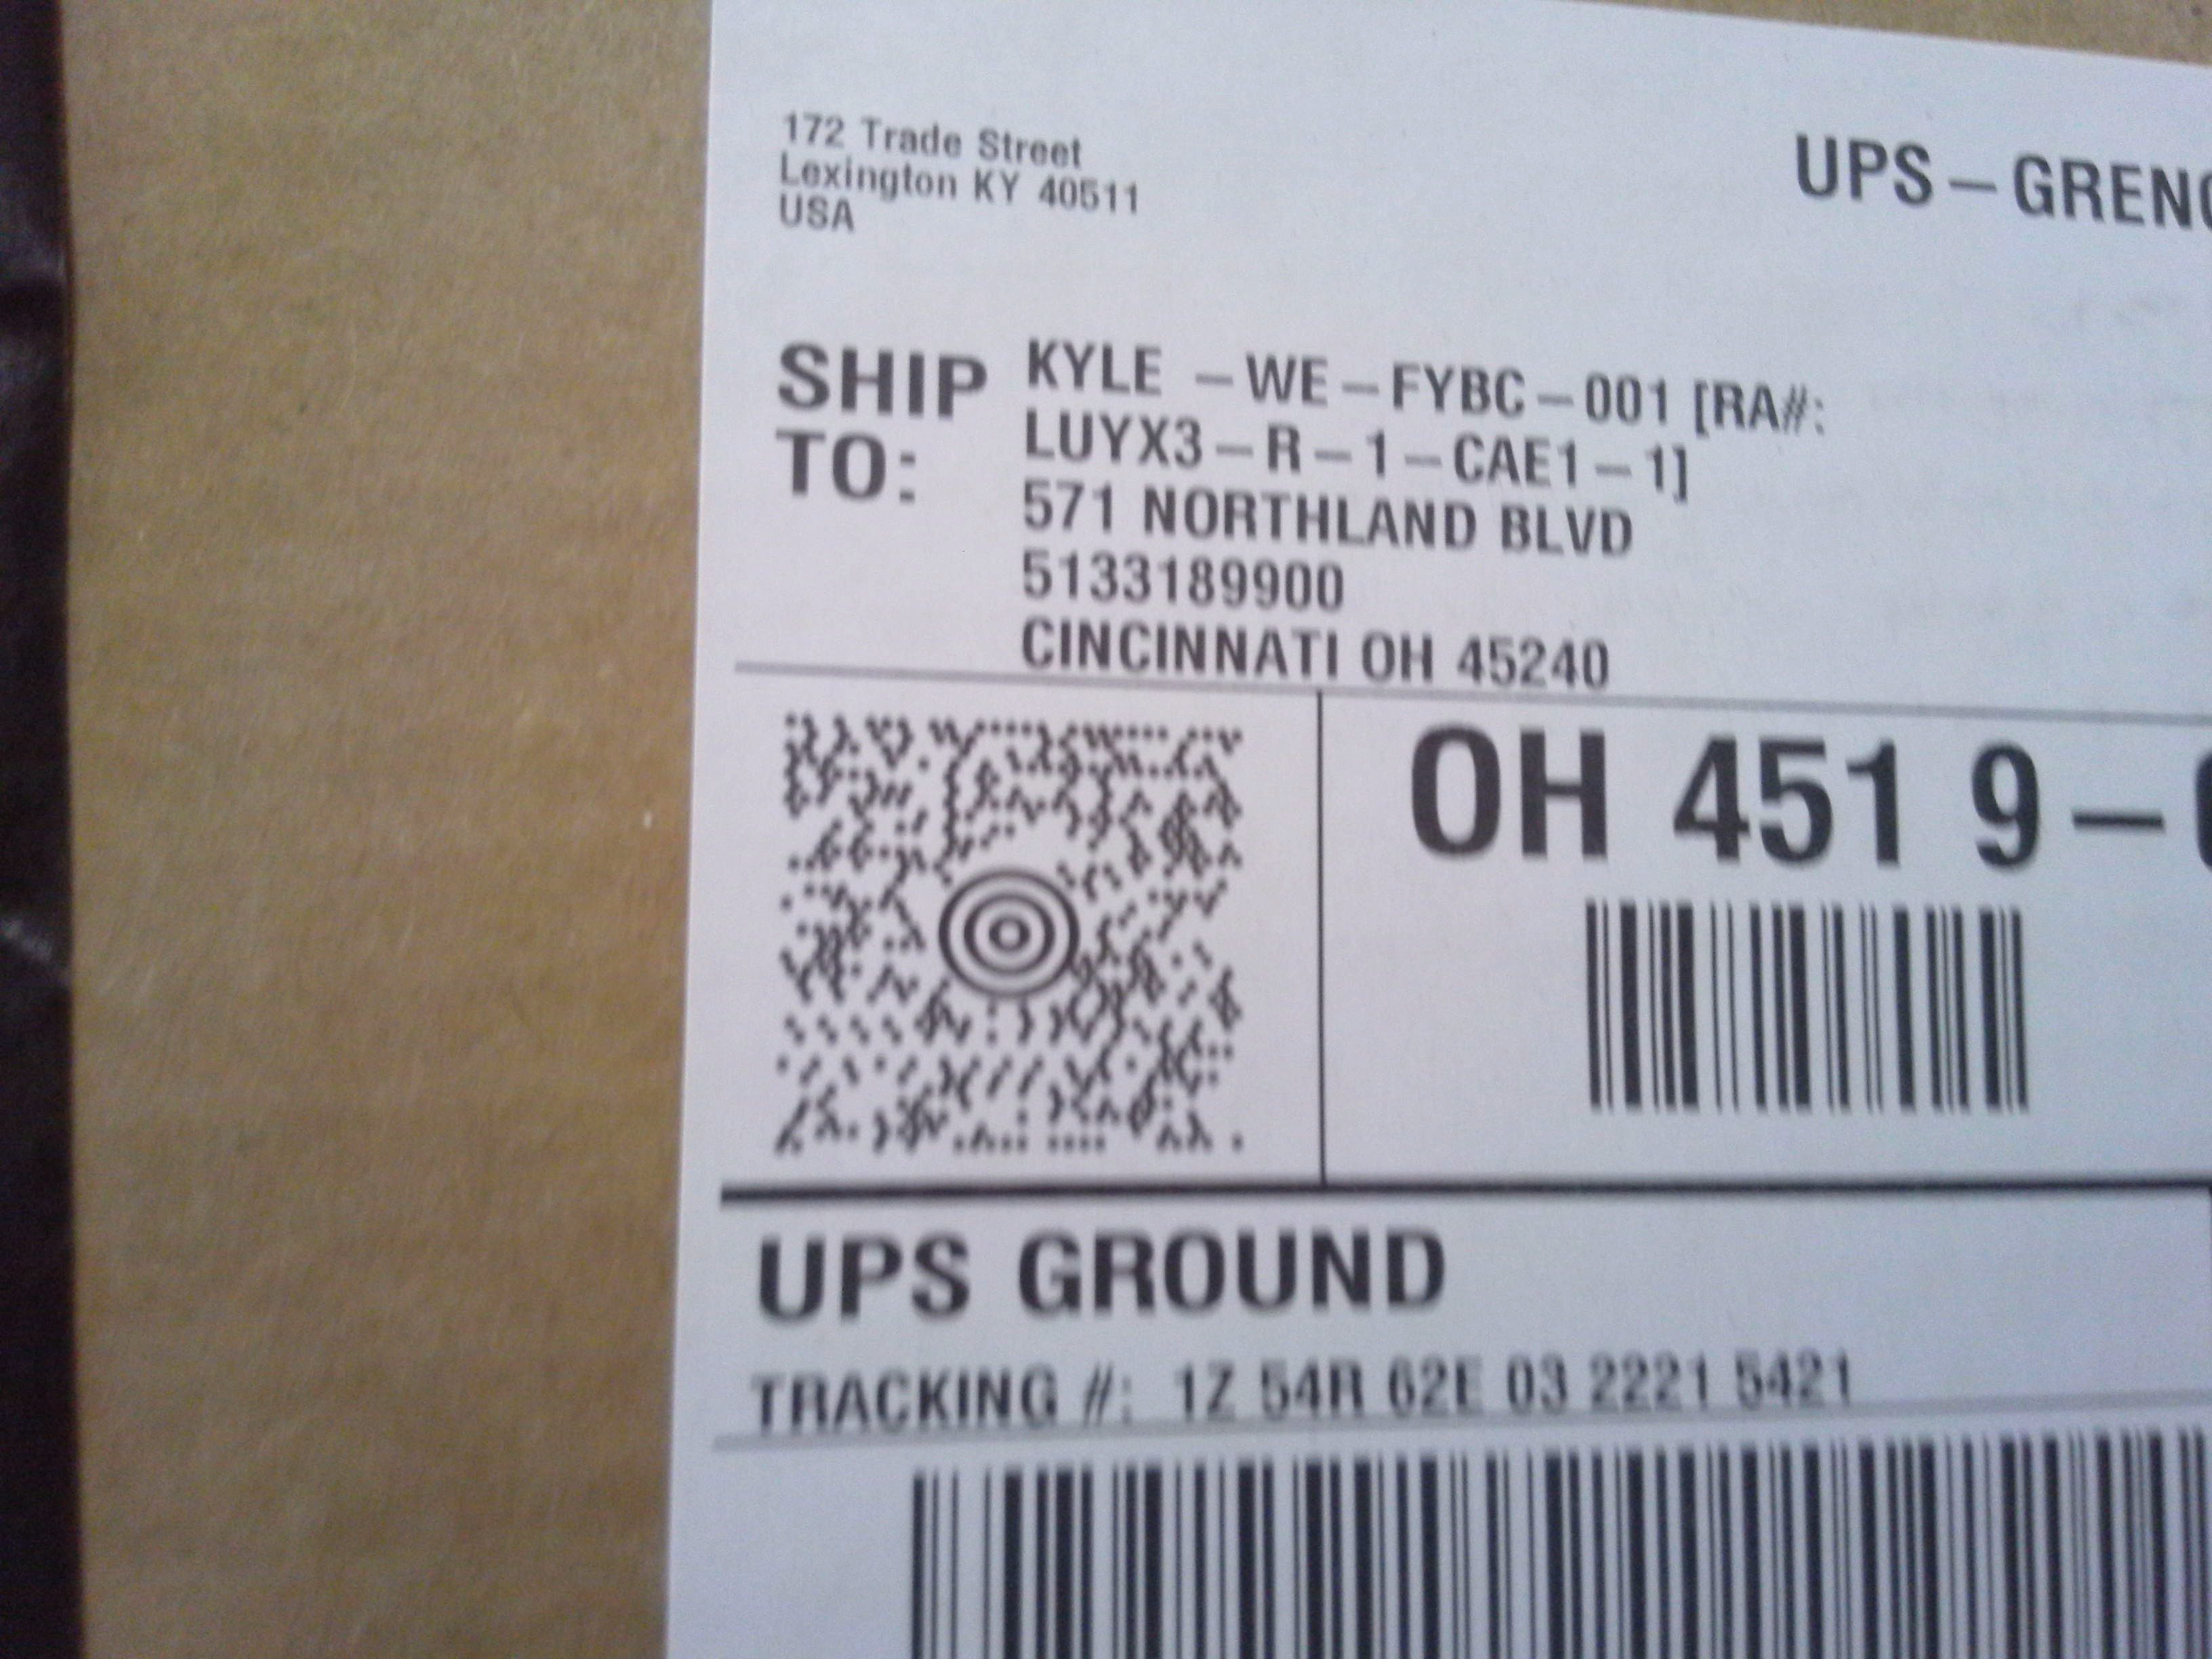 172 Trade Street
Lexington KY 40511
USA
UPS-GREN
SHIP TO:
KYLE -WE-FYBC-001 [RA#:
LUYX3-R-1-CAE1-1]
571 NORTHLAND BLVD
5133189900
CINCINNATI OH 45240
OH 451 9-
UPS GROUND
TRACKING #: 1Z 54R 62E 03 2221 5421